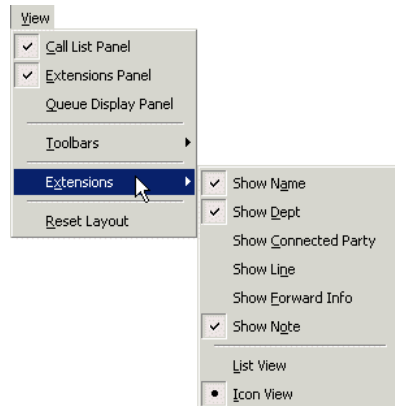 View
Call List Panel
Extensions Panel
Queue Display Panel
Toolbars
Extensions
Reset Layout
Show Name
Show Dept
Show Connected Party
Show Line
Show Forward Info
Show Note
List View
Icon View